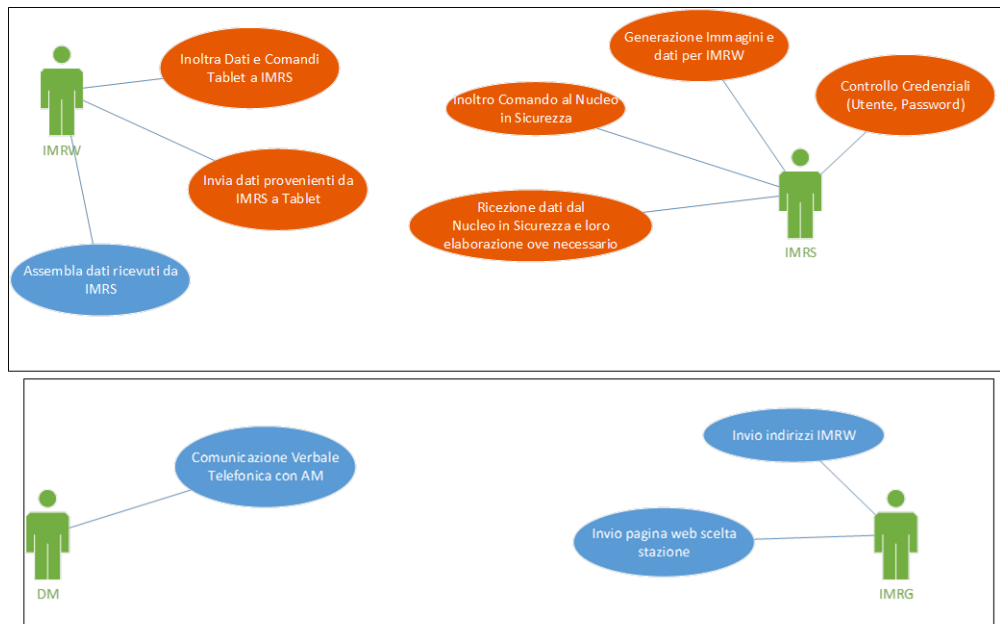 Inoltra Dati e Comandi
Tablet a IMRS
IMRW
Invia dati provenienti da
IMRS a Tablet
Assembla dati ricevuti da
IMRS
Generazione Immagini e
dati per IMRW
Inoltro Comando al Nucleo
in Sicurezza
Controllo Credenziali
(Utente, Password)
Ricezione dati dal
Nucleo in Sicurezza e loro
elaborazione ove necessario
IMRS
Comunicazione Verbale
Telefonica con AM
DM
Invio indirizzi IMRW
Invio pagina web scelta
stazione
IMRG